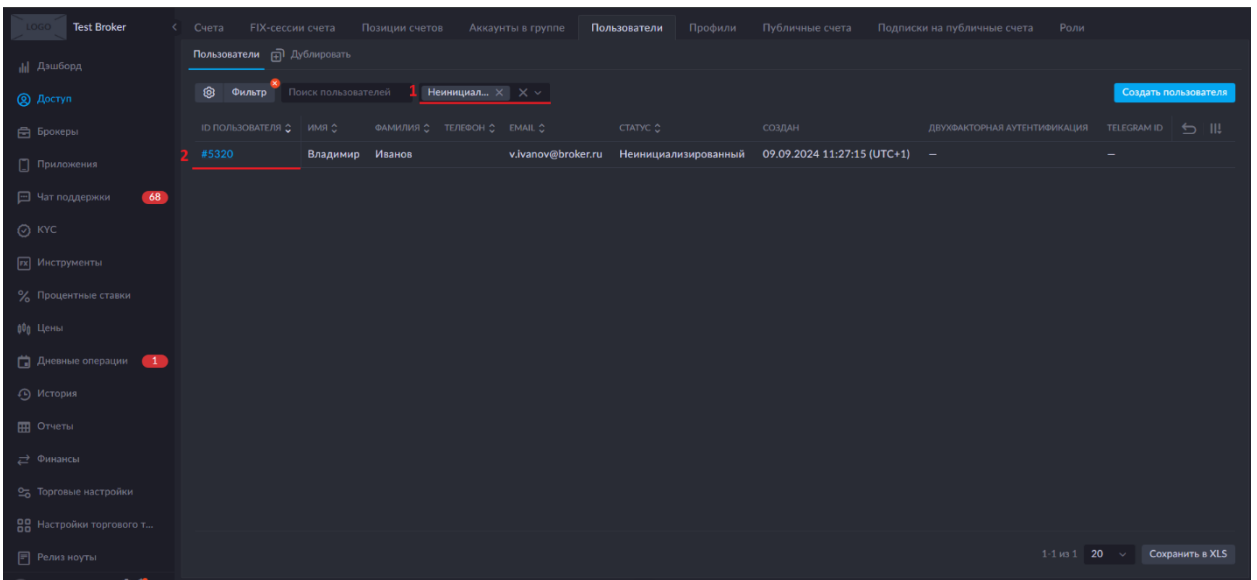 LOGO Test Broker
Счета FIX-сессии счета Позиции счетов Аккаунты в группе Пользователи Профили Публичные счета Подписки на публичные счета Роли
Пользователи Дублировать
Дэшборд
Доступ
Фильтр Поиск пользователей 1 Неинициал... Создать пользователя
Брокеры
ID ПОЛЬЗОВАТЕЛЯ ИМЯ ФАМИЛИЯ ТЕЛЕФОН EMAIL СТАТУС СОЗДАН ДВУХФАКТОРНАЯ АУТЕНТИФИКАЦИЯ TELEGRAM ID
2 #5320 Владимир Иванов v.ivanov@broker.ru Неинициализированный 09.09.2024 11:27:15 (UTC+1) — —
Приложения
Чат поддержки 68
KYC
FX Инструменты
Процентные ставки
Цены
Дневные операции 1
История
Отчеты
Финансы
Торговые настройки
Настройки торгового т...
Релиз ноуты
1-1 из 1 20 Сохранить в XLS